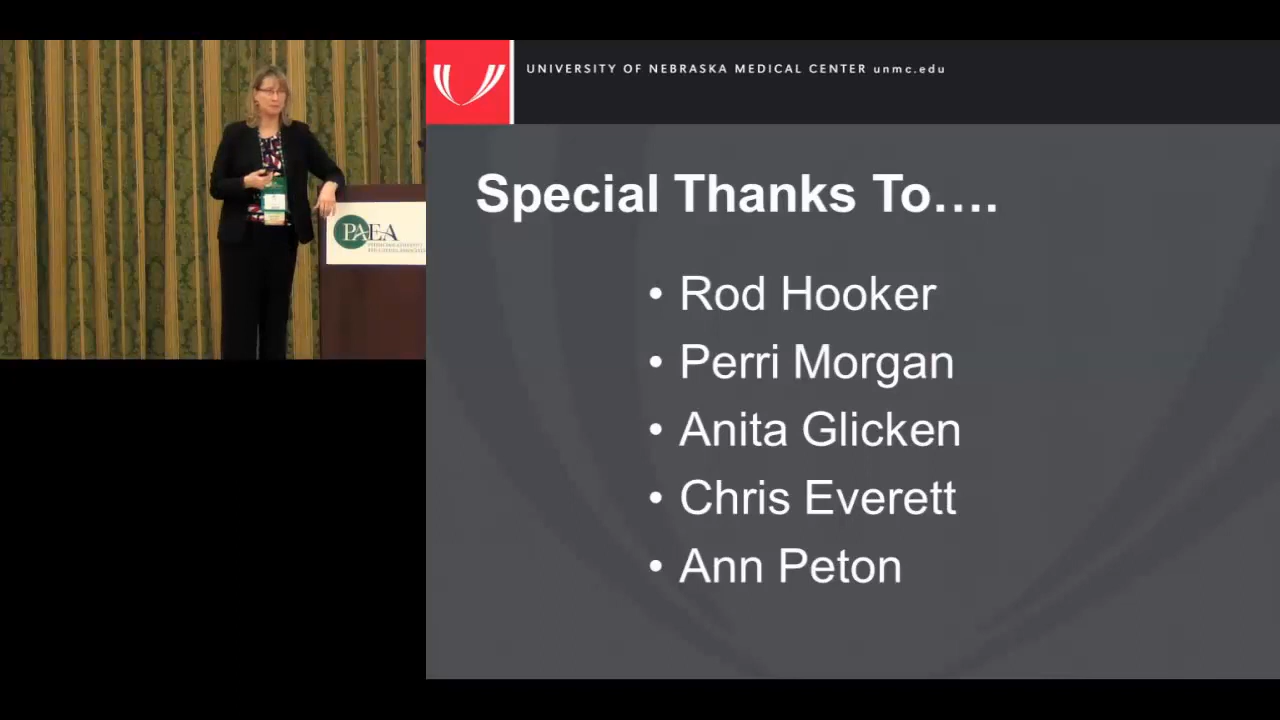 UNIVERSITY OF NEBRASKA MEDICAL CENTER unmc.edu
Special Thanks To....
• Rod Hooker
• Perri Morgan
• Anita Glicken
• Chris Everett
• Ann Peton
PAEA